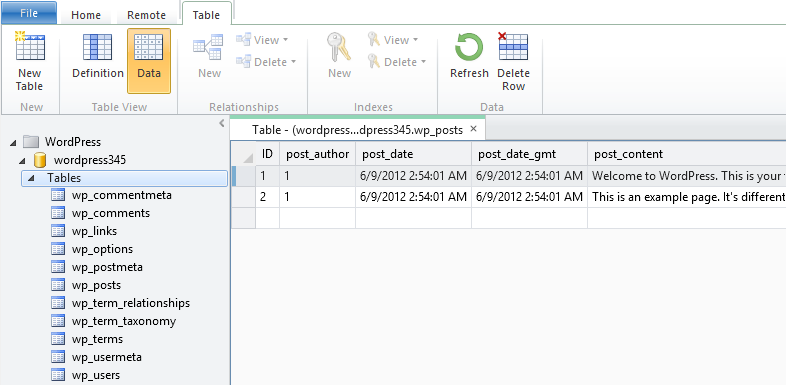 File Home Remote Table
New Table Definition Data New View Delete New View Delete Refresh Delete Row
New Table View Relationships Indexes Data
Table - (wordpress...dpress345.wp_posts ×
WordPress
wordpress345
Tables
wp_commentmeta
wp_comments
wp_links
wp_options
wp_postmeta
wp_posts
wp_term_relationships
wp_term_taxonomy
wp_terms
wp_usermeta
wp_users
ID post_author post_date post_date_gmt post_content
1 1 6/9/2012 2:54:01 AM 6/9/2012 2:54:01 AM Welcome to WordPress. This is your
2 1 6/9/2012 2:54:01 AM 6/9/2012 2:54:01 AM This is an example page. It's different